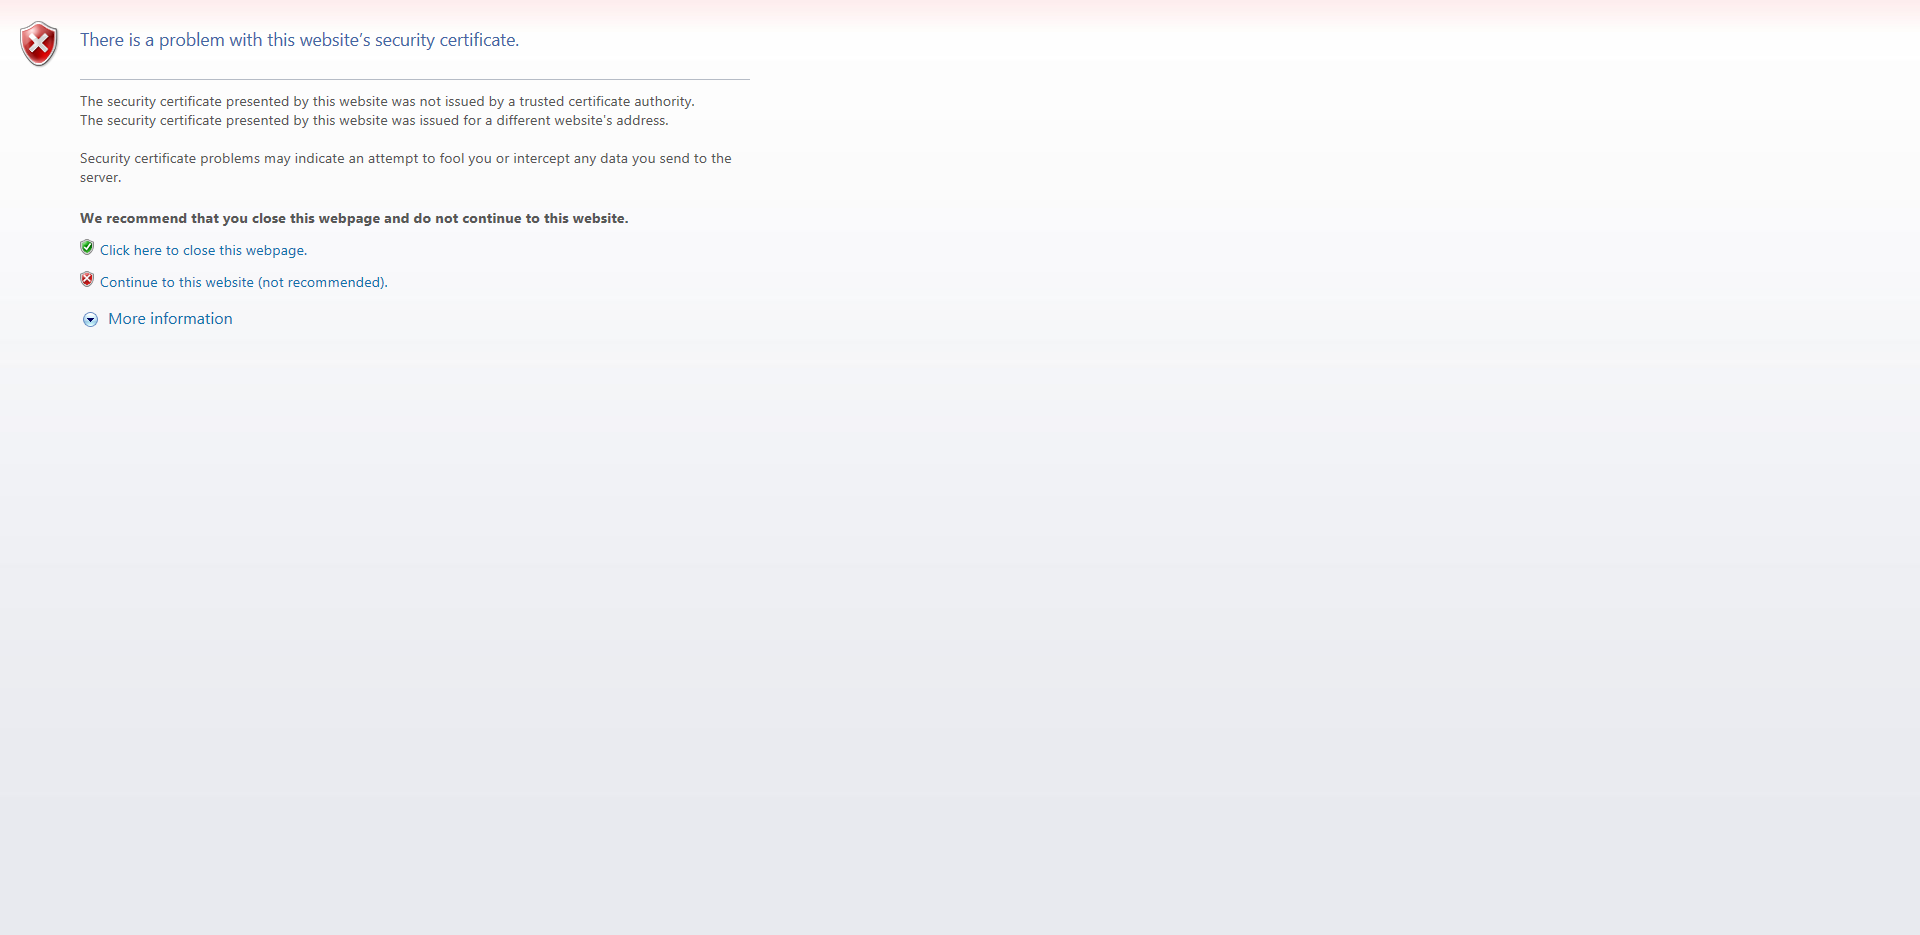 There is a problem with this website’s security certificate.
The security certificate presented by this website was not issued by a trusted certificate authority.
The security certificate presented by this website was issued for a different website's address.
Security certificate problems may indicate an attempt to fool you or intercept any data you send to the
server.
We recommend that you close this webpage and do not continue to this website.
Click here to close this webpage.
Continue to this website (not recommended).
More information